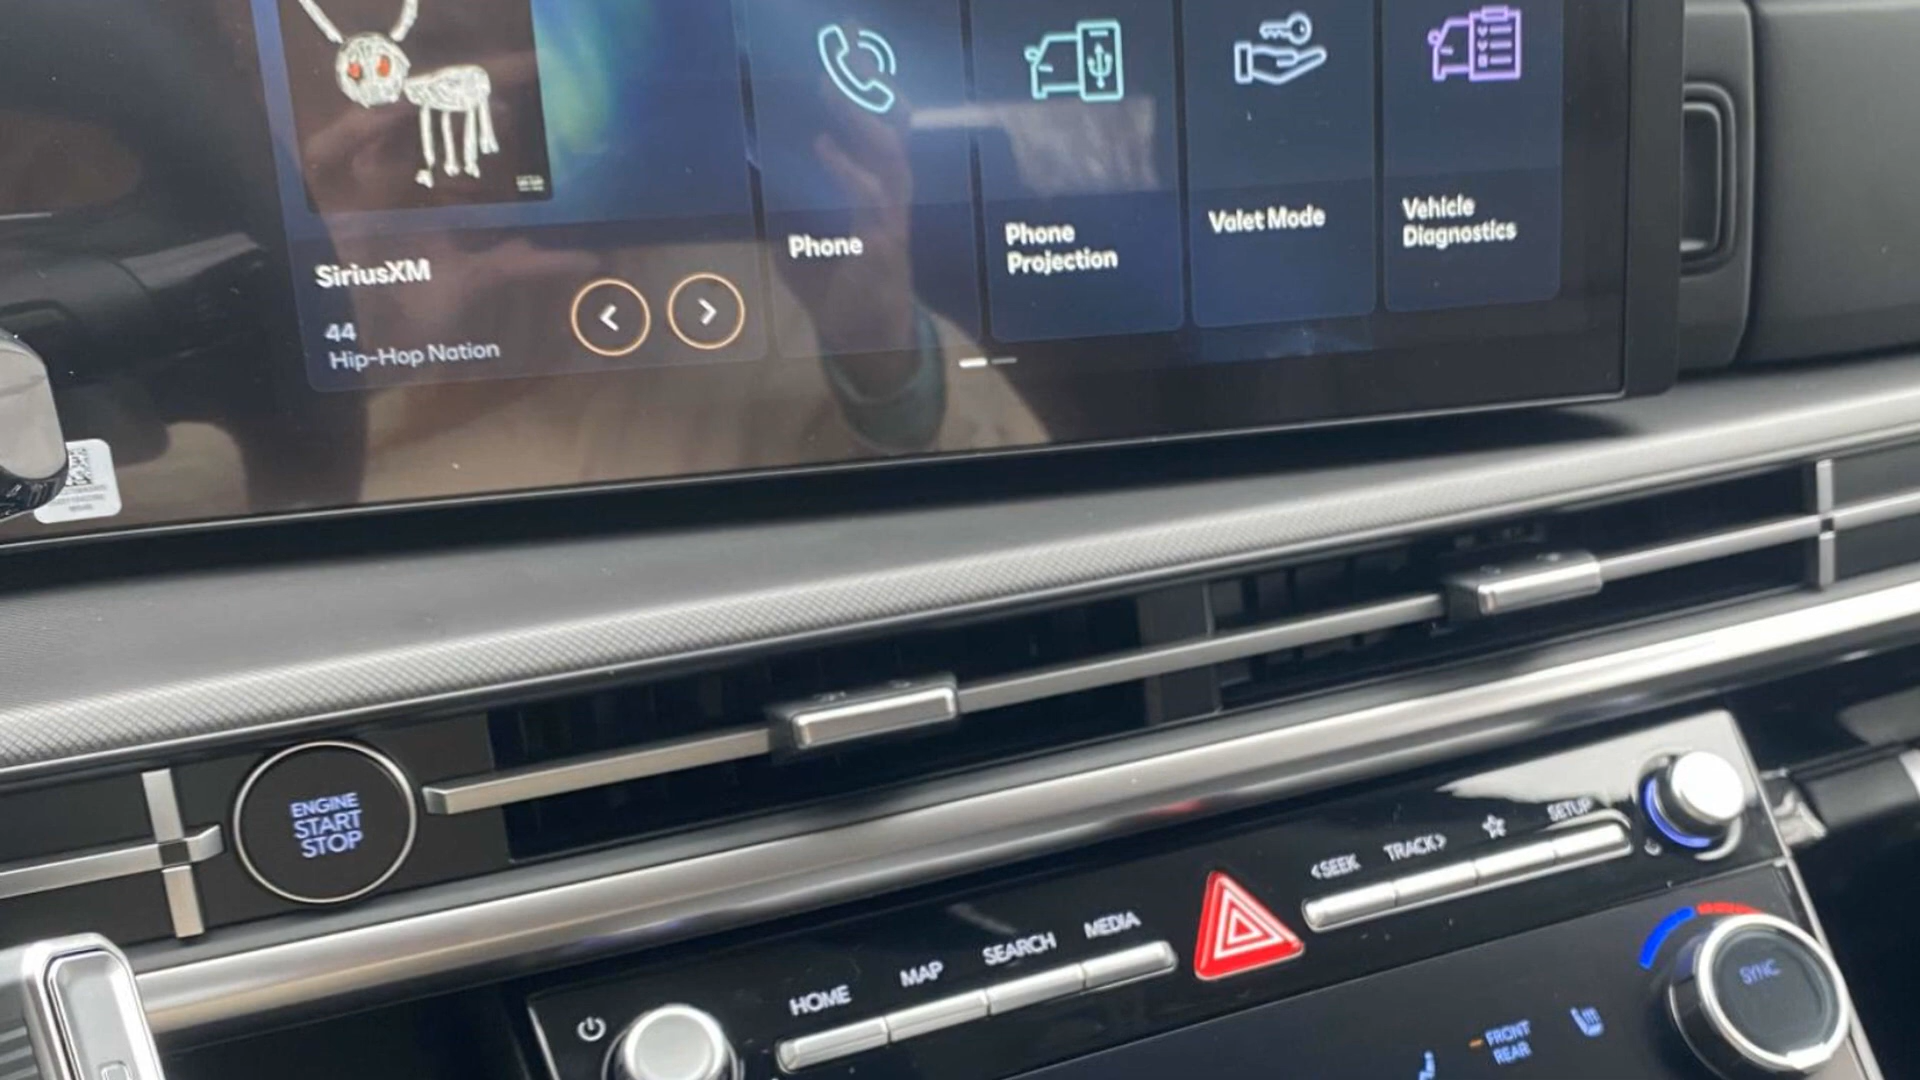 SiriusXM
44
Hip-Hop Nation
Phone
Phone
Projection
Valet Mode
Vehicle
Diagnostics
ENGINE
START
STOP
HOME
MAP
SEARCH
MEDIA
<SEEK
TRACK>
SETUP
SYNC
FRONT
REAR